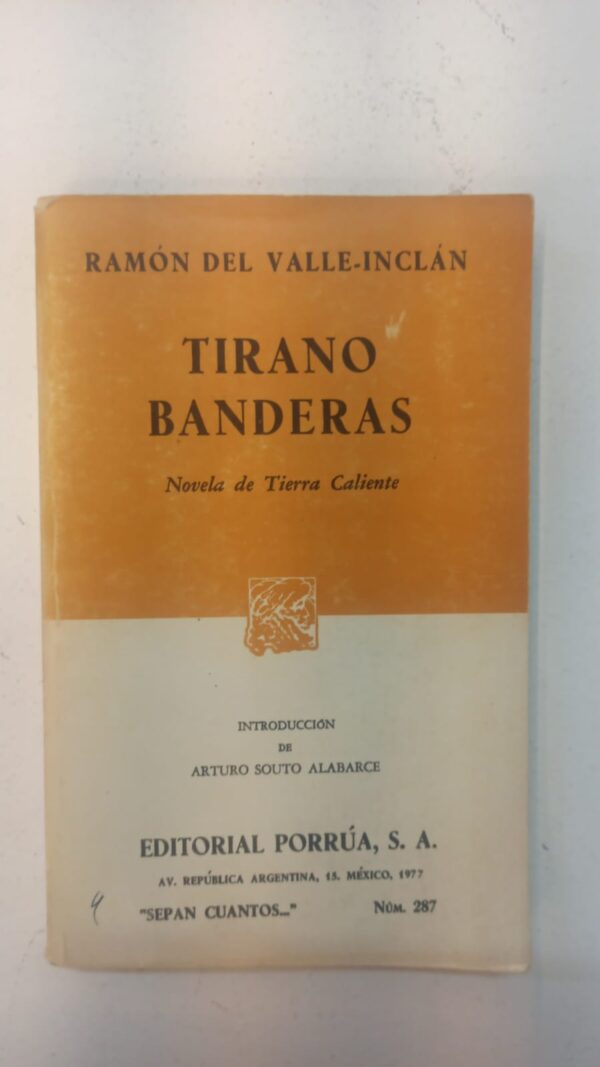 RAMÓN DEL VALLE-INCLÁN
TIRANO
BANDERAS
Novela de Tierra Caliente
INTRODUCCIÓN
DE
ARTURO SOUTO ALABARCE
EDITORIAL PORRÚA, S. A.
AV. REPÚBLICA ARGENTINA, 15. MÉXICO, 1977
"SEPAN CUANTOS..." NÚM. 287